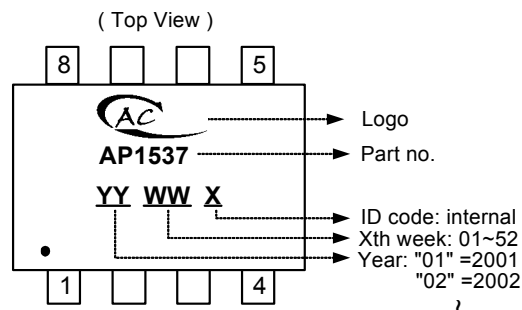 ( Top View )
8 5
AC
Logo
AP1537
Part no.
YY WW X
ID code: internal
Xth week: 01~52
Year: "01" =2001
"02" =2002
~
1 4